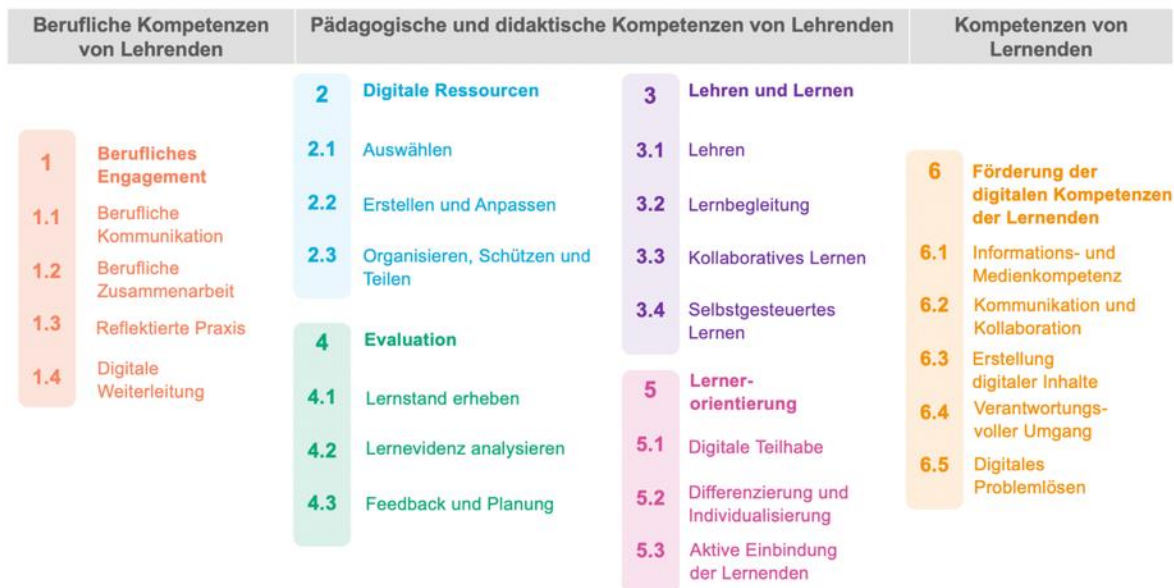 Berufliche Kompetenzen
von Lehrenden
Pädagogische und didaktische Kompetenzen von Lehrenden
Kompetenzen von
Lernenden
1 Berufliches
Engagement
1.1 Berufliche
Kommunikation
1.2 Berufliche
Zusammenarbeit
1.3 Reflektierte Praxis
1.4 Digitale
Weiterleitung
2 Digitale Ressourcen
2.1 Auswählen
2.2 Erstellen und Anpassen
2.3 Organisieren, Schützen und
Teilen
4 Evaluation
4.1 Lernstand erheben
4.2 Lernevidenz analysieren
4.3 Feedback und Planung
3 Lehren und Lernen
3.1 Lehren
3.2 Lernbegleitung
3.3 Kollaboratives Lernen
3.4 Selbstgesteuertes
Lernen
5 Lerner-
orientierung
5.1 Digitale Teilhabe
5.2 Differenzierung und
Individualisierung
5.3 Aktive Einbindung
der Lernenden
6 Förderung der
digitalen Kompetenzen
der Lernenden
6.1 Informations- und
Medienkompetenz
6.2 Kommunikation und
Kollaboration
6.3 Erstellung
digitaler Inhalte
6.4 Verantwortungs-
voller Umgang
6.5 Digitales
Problemlösen